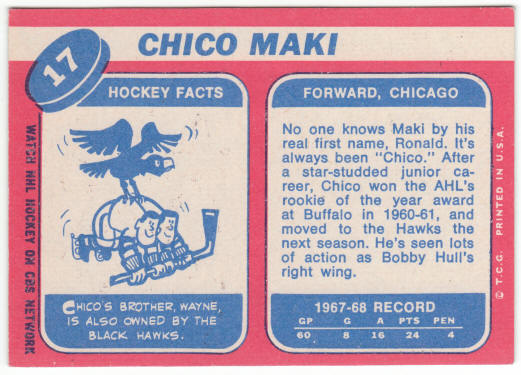 17
CHICO MAKI
HOCKEY FACTS
CHICO'S BROTHER, WAYNE,
IS ALSO OWNED BY THE
BLACK HAWKS.
WATCH NHL HOCKEY ON CBS NETWORK
FORWARD, CHICAGO
No one knows Maki by his
real first name, Ronald. It's
always been "Chico." After
a star-studded junior ca-
reer, Chico won the AHL's
rookie of the year award
at Buffalo in 1960-61, and
moved to the Hawks the
next season. He's seen lots
of action as Bobby Hull's
right wing.
1967-68 RECORD
GP G A PTS PEN
60 8 16 24 4
© T.C.G. PRINTED IN U.S.A.